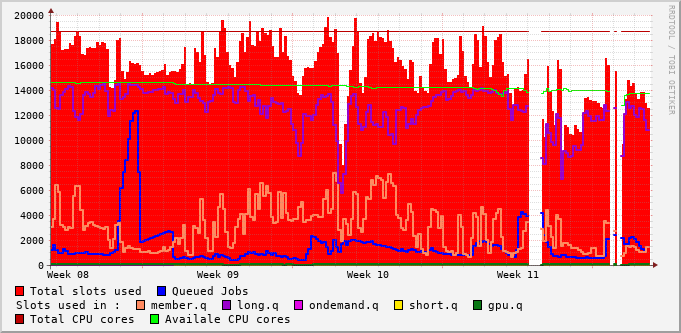 20000
18000
16000
14000
12000
10000
8000
6000
4000
2000
0
Week 08 Week 09 Week 10 Week 11
Total slots used Queued Jobs
Slots used in : member.q long.q ondemand.q short.q gpu.q
Total CPU cores Availale CPU cores
RRDTOOL / TOBI OETIKER